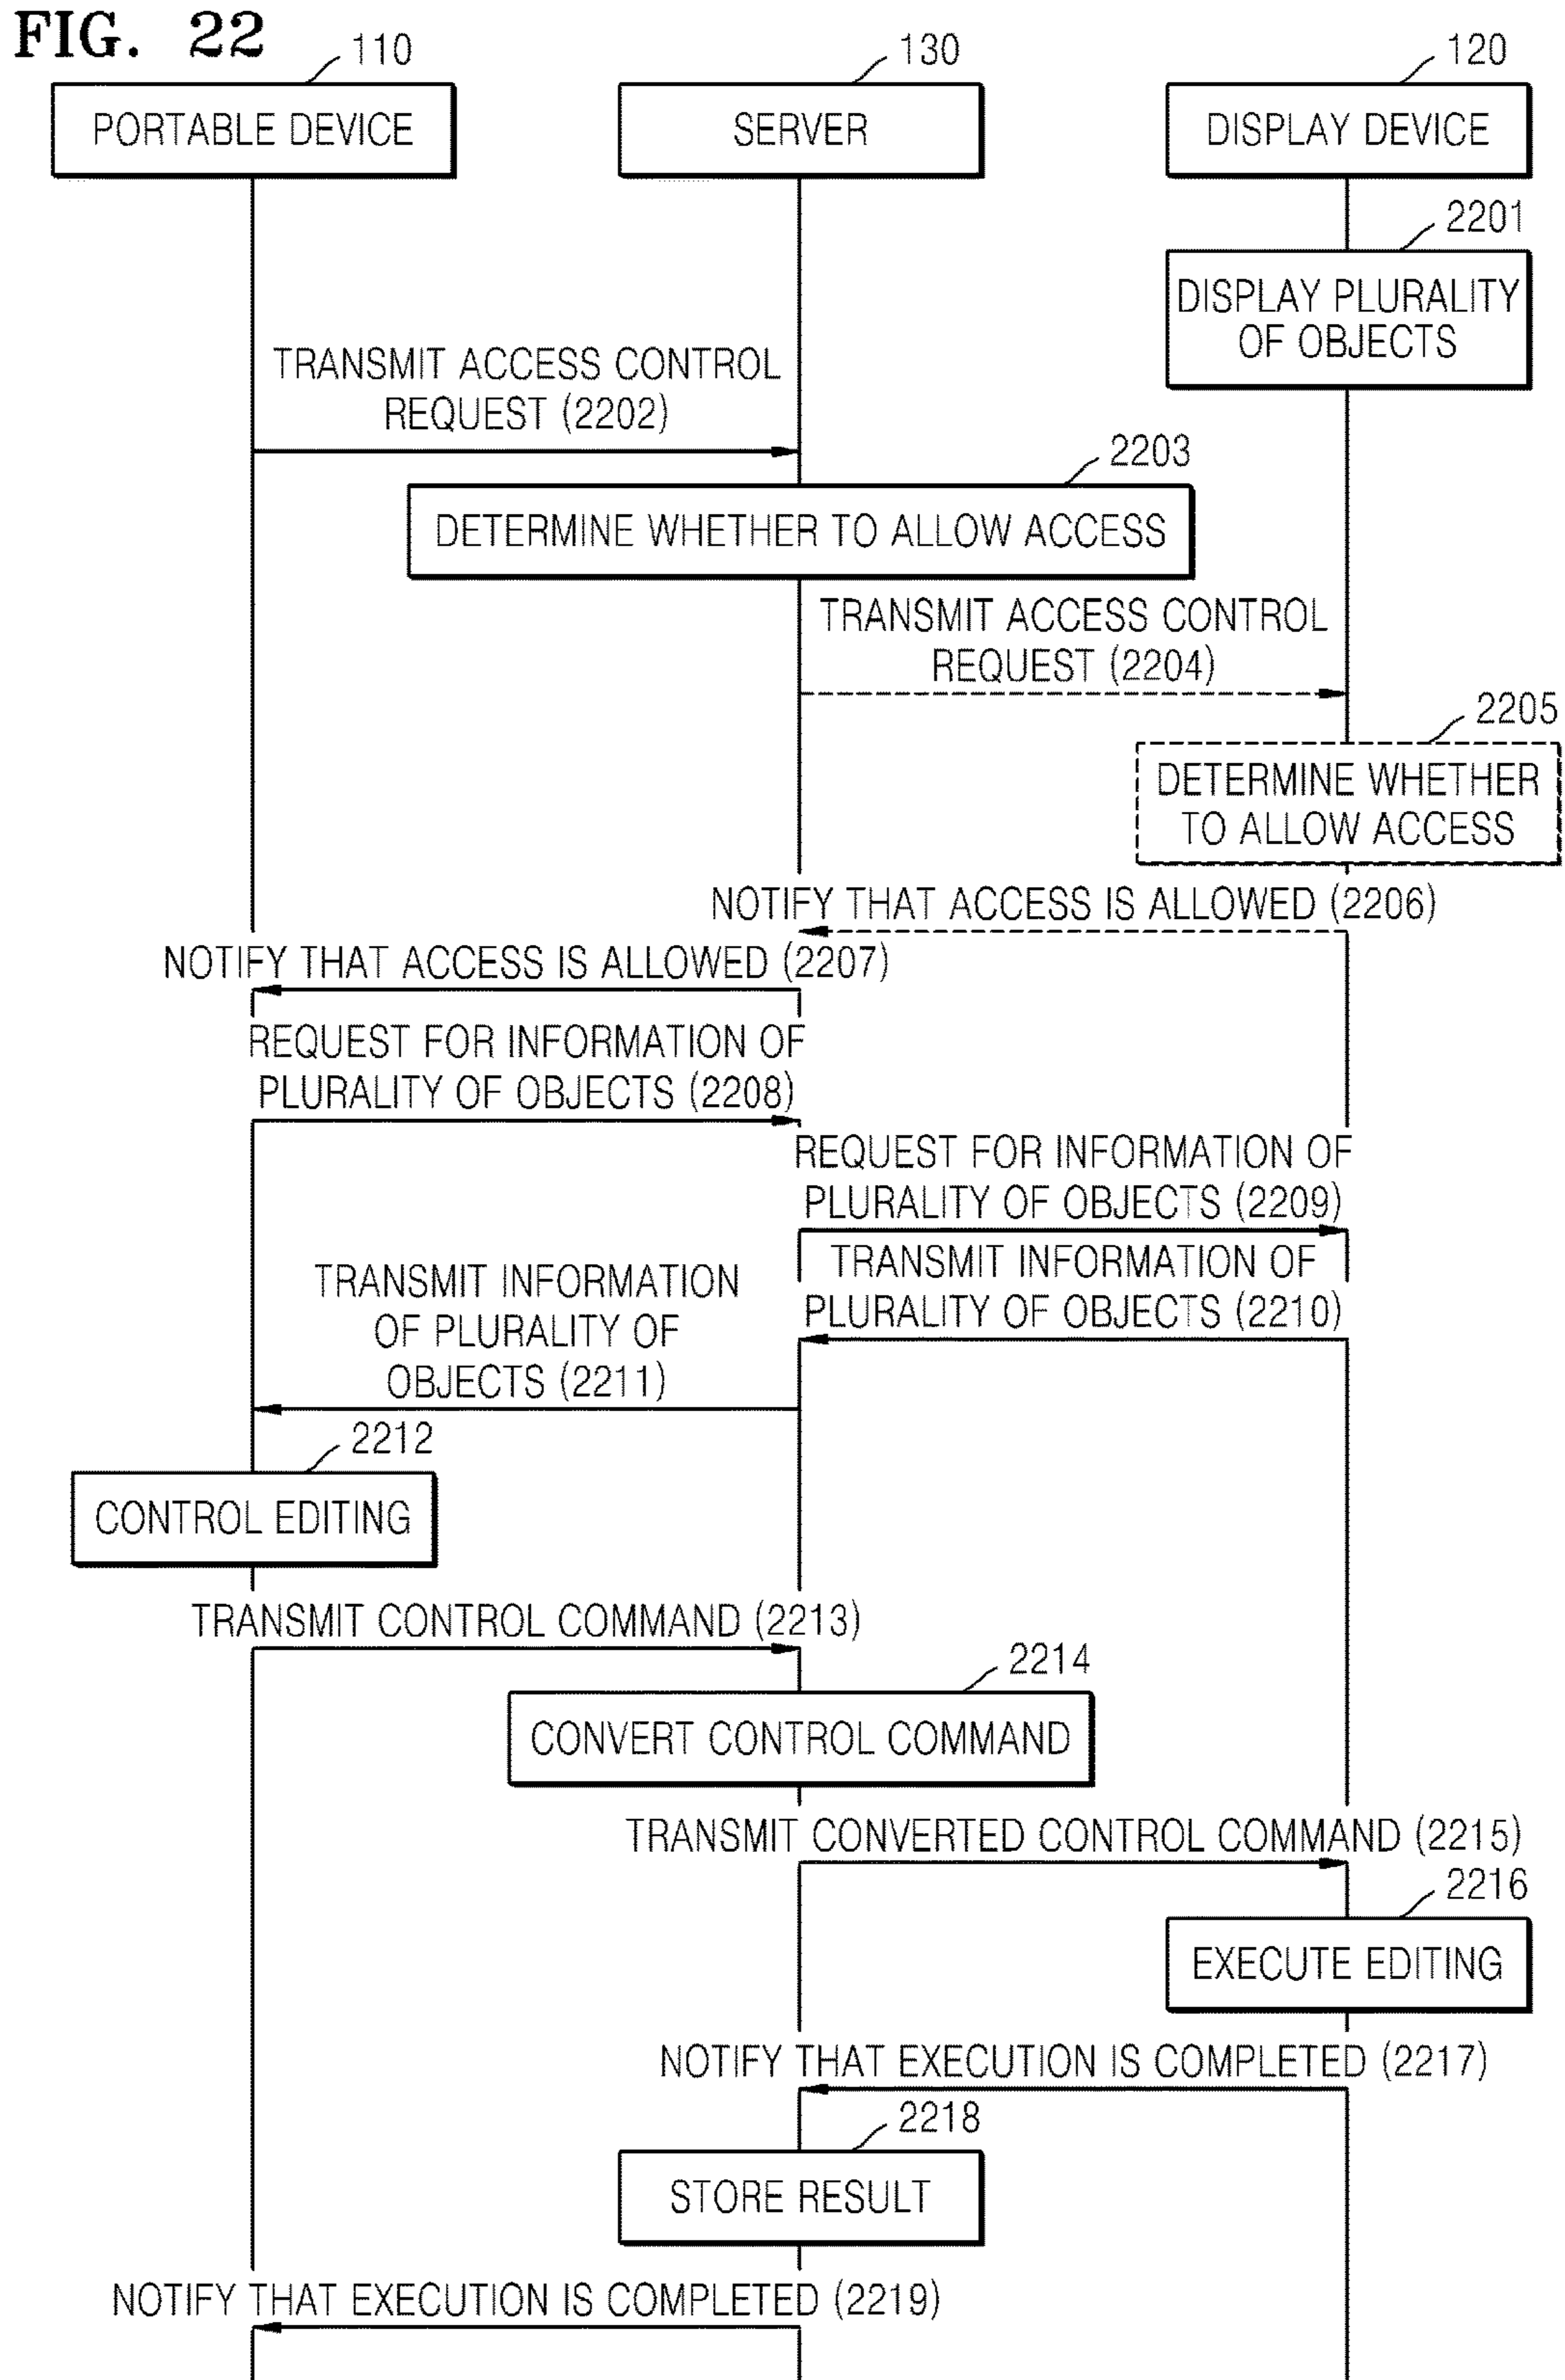 FIG. 22
110
130
120
PORTABLE DEVICE
SERVER
DISPLAY DEVICE
2201
DISPLAY PLURALITY
OF OBJECTS
TRANSMIT ACCESS CONTROL
REQUEST (2202)
2203
DETERMINE WHETHER TO ALLOW ACCESS
TRANSMIT ACCESS CONTROL
REQUEST (2204)
2205
DETERMINE WHETHER
TO ALLOW ACCESS
NOTIFY THAT ACCESS IS ALLOWED (2206)
NOTIFY THAT ACCESS IS ALLOWED (2207)
REQUEST FOR INFORMATION OF
PLURALITY OF OBJECTS (2208)
REQUEST FOR INFORMATION OF
PLURALITY OF OBJECTS (2209)
TRANSMIT INFORMATION OF
PLURALITY OF OBJECTS (2210)
TRANSMIT INFORMATION
OF PLURALITY OF
OBJECTS (2211)
2212
CONTROL EDITING
TRANSMIT CONTROL COMMAND (2213)
2214
CONVERT CONTROL COMMAND
TRANSMIT CONVERTED CONTROL COMMAND (2215)
2216
EXECUTE EDITING
NOTIFY THAT EXECUTION IS COMPLETED (2217)
2218
STORE RESULT
NOTIFY THAT EXECUTION IS COMPLETED (2219)